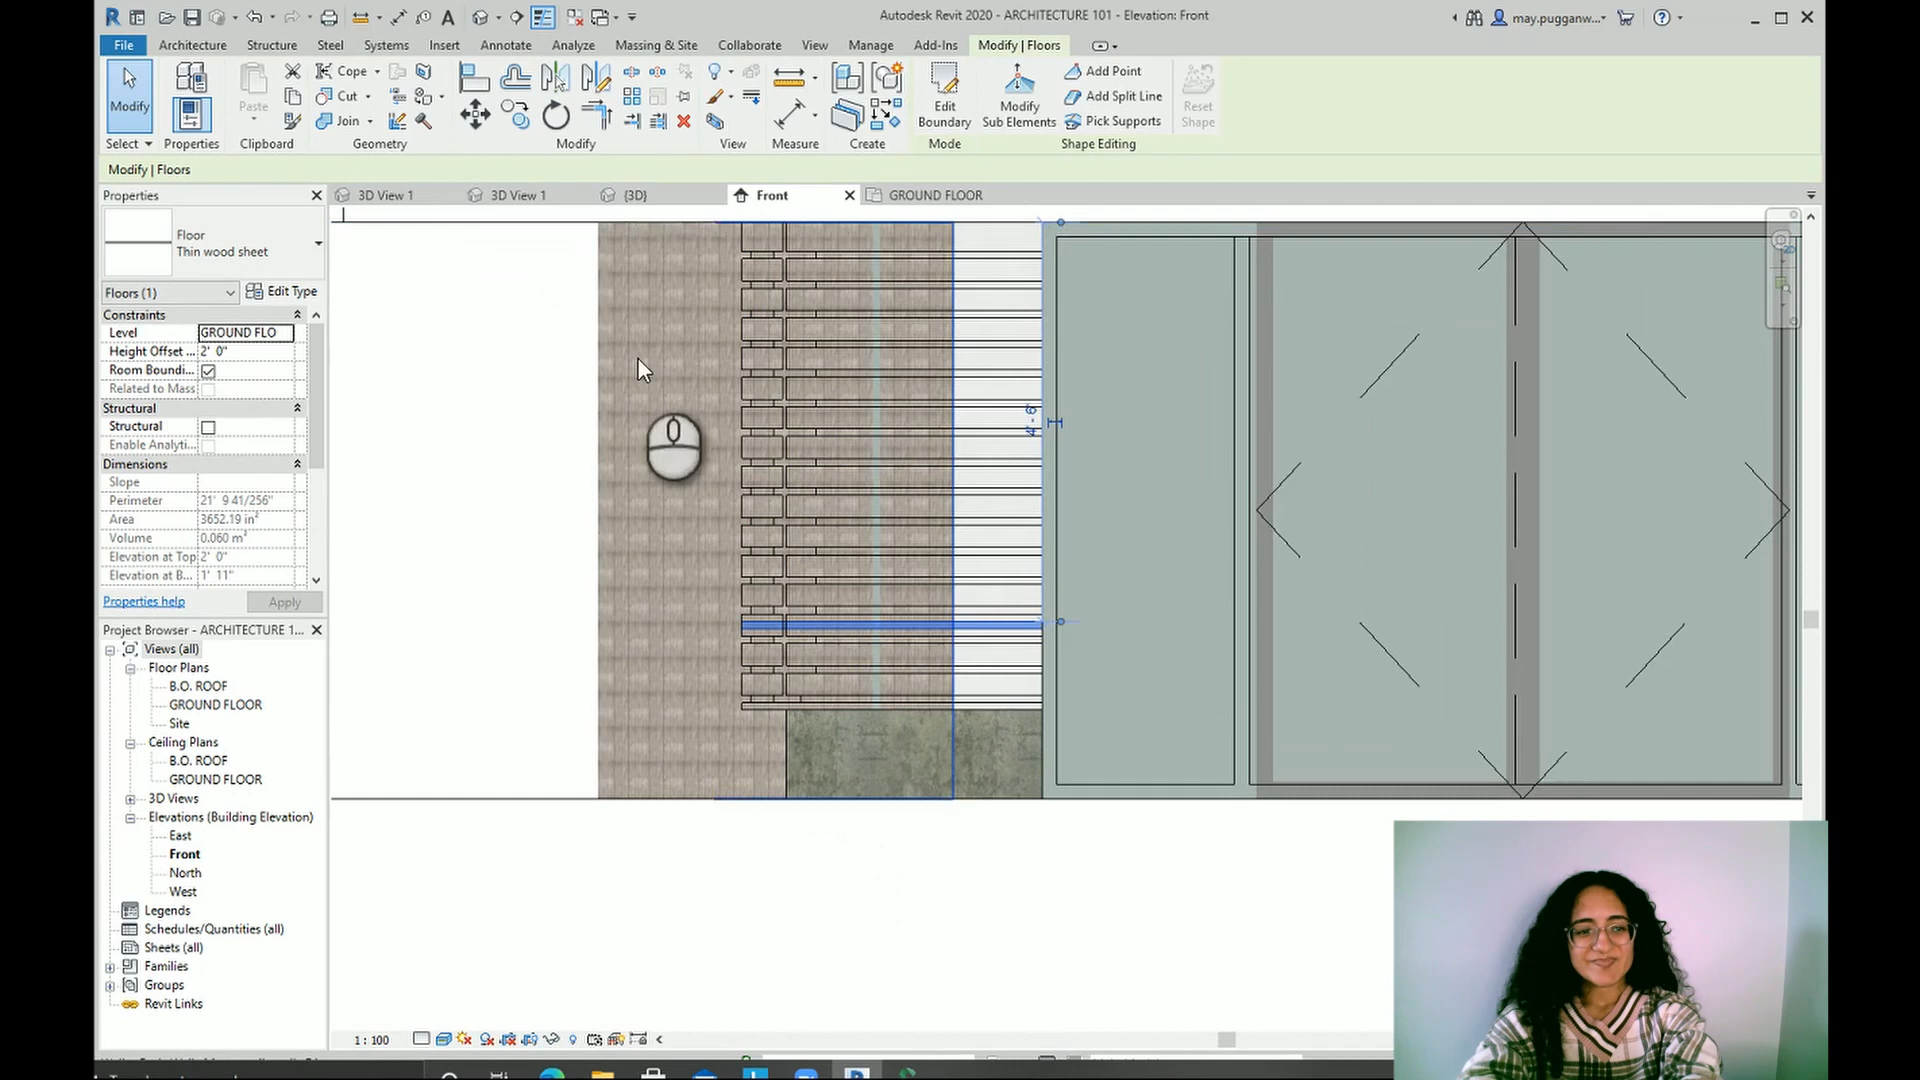 Autodesk Revit 2020 - ARCHITECTURE 101 - Elevation: Front
may.pugganw...
File Architecture Structure Steel Systems Insert Annotate Analyze Massing & Site Collaborate View Manage Add-Ins Modify | Floors
Modify
Paste
Cope
Cut
Join
Edit
Boundary
Modify
Sub Elements
Add Point
Add Split Line
Pick Supports
Reset
Shape
Select Properties Clipboard Geometry Modify View Measure Create Mode Shape Editing
Modify | Floors
Properties
3D View 1
3D View 1
{3D}
Front
GROUND FLOOR
Floor
Thin wood sheet
Floors (1)
Edit Type
Constraints
Level GROUND FLO
Height Offset ... 2' 0"
Room Boundi...
Related to Mass
Structural
Structural
Enable Analyti...
Dimensions
Slope
Perimeter 21' 9 41/256"
Area 3652.19 in²
Volume 0.060 m³
Elevation at Top 2' 0"
Elevation at B... 1' 11"
Properties help
Apply
Project Browser - ARCHITECTURE 1...
Views (all)
Floor Plans
B.O. ROOF
GROUND FLOOR
Site
Ceiling Plans
B.O. ROOF
GROUND FLOOR
3D Views
Elevations (Building Elevation)
East
Front
North
West
Legends
Schedules/Quantities (all)
Sheets (all)
Families
Groups
Revit Links
4' - 6"
1 : 100